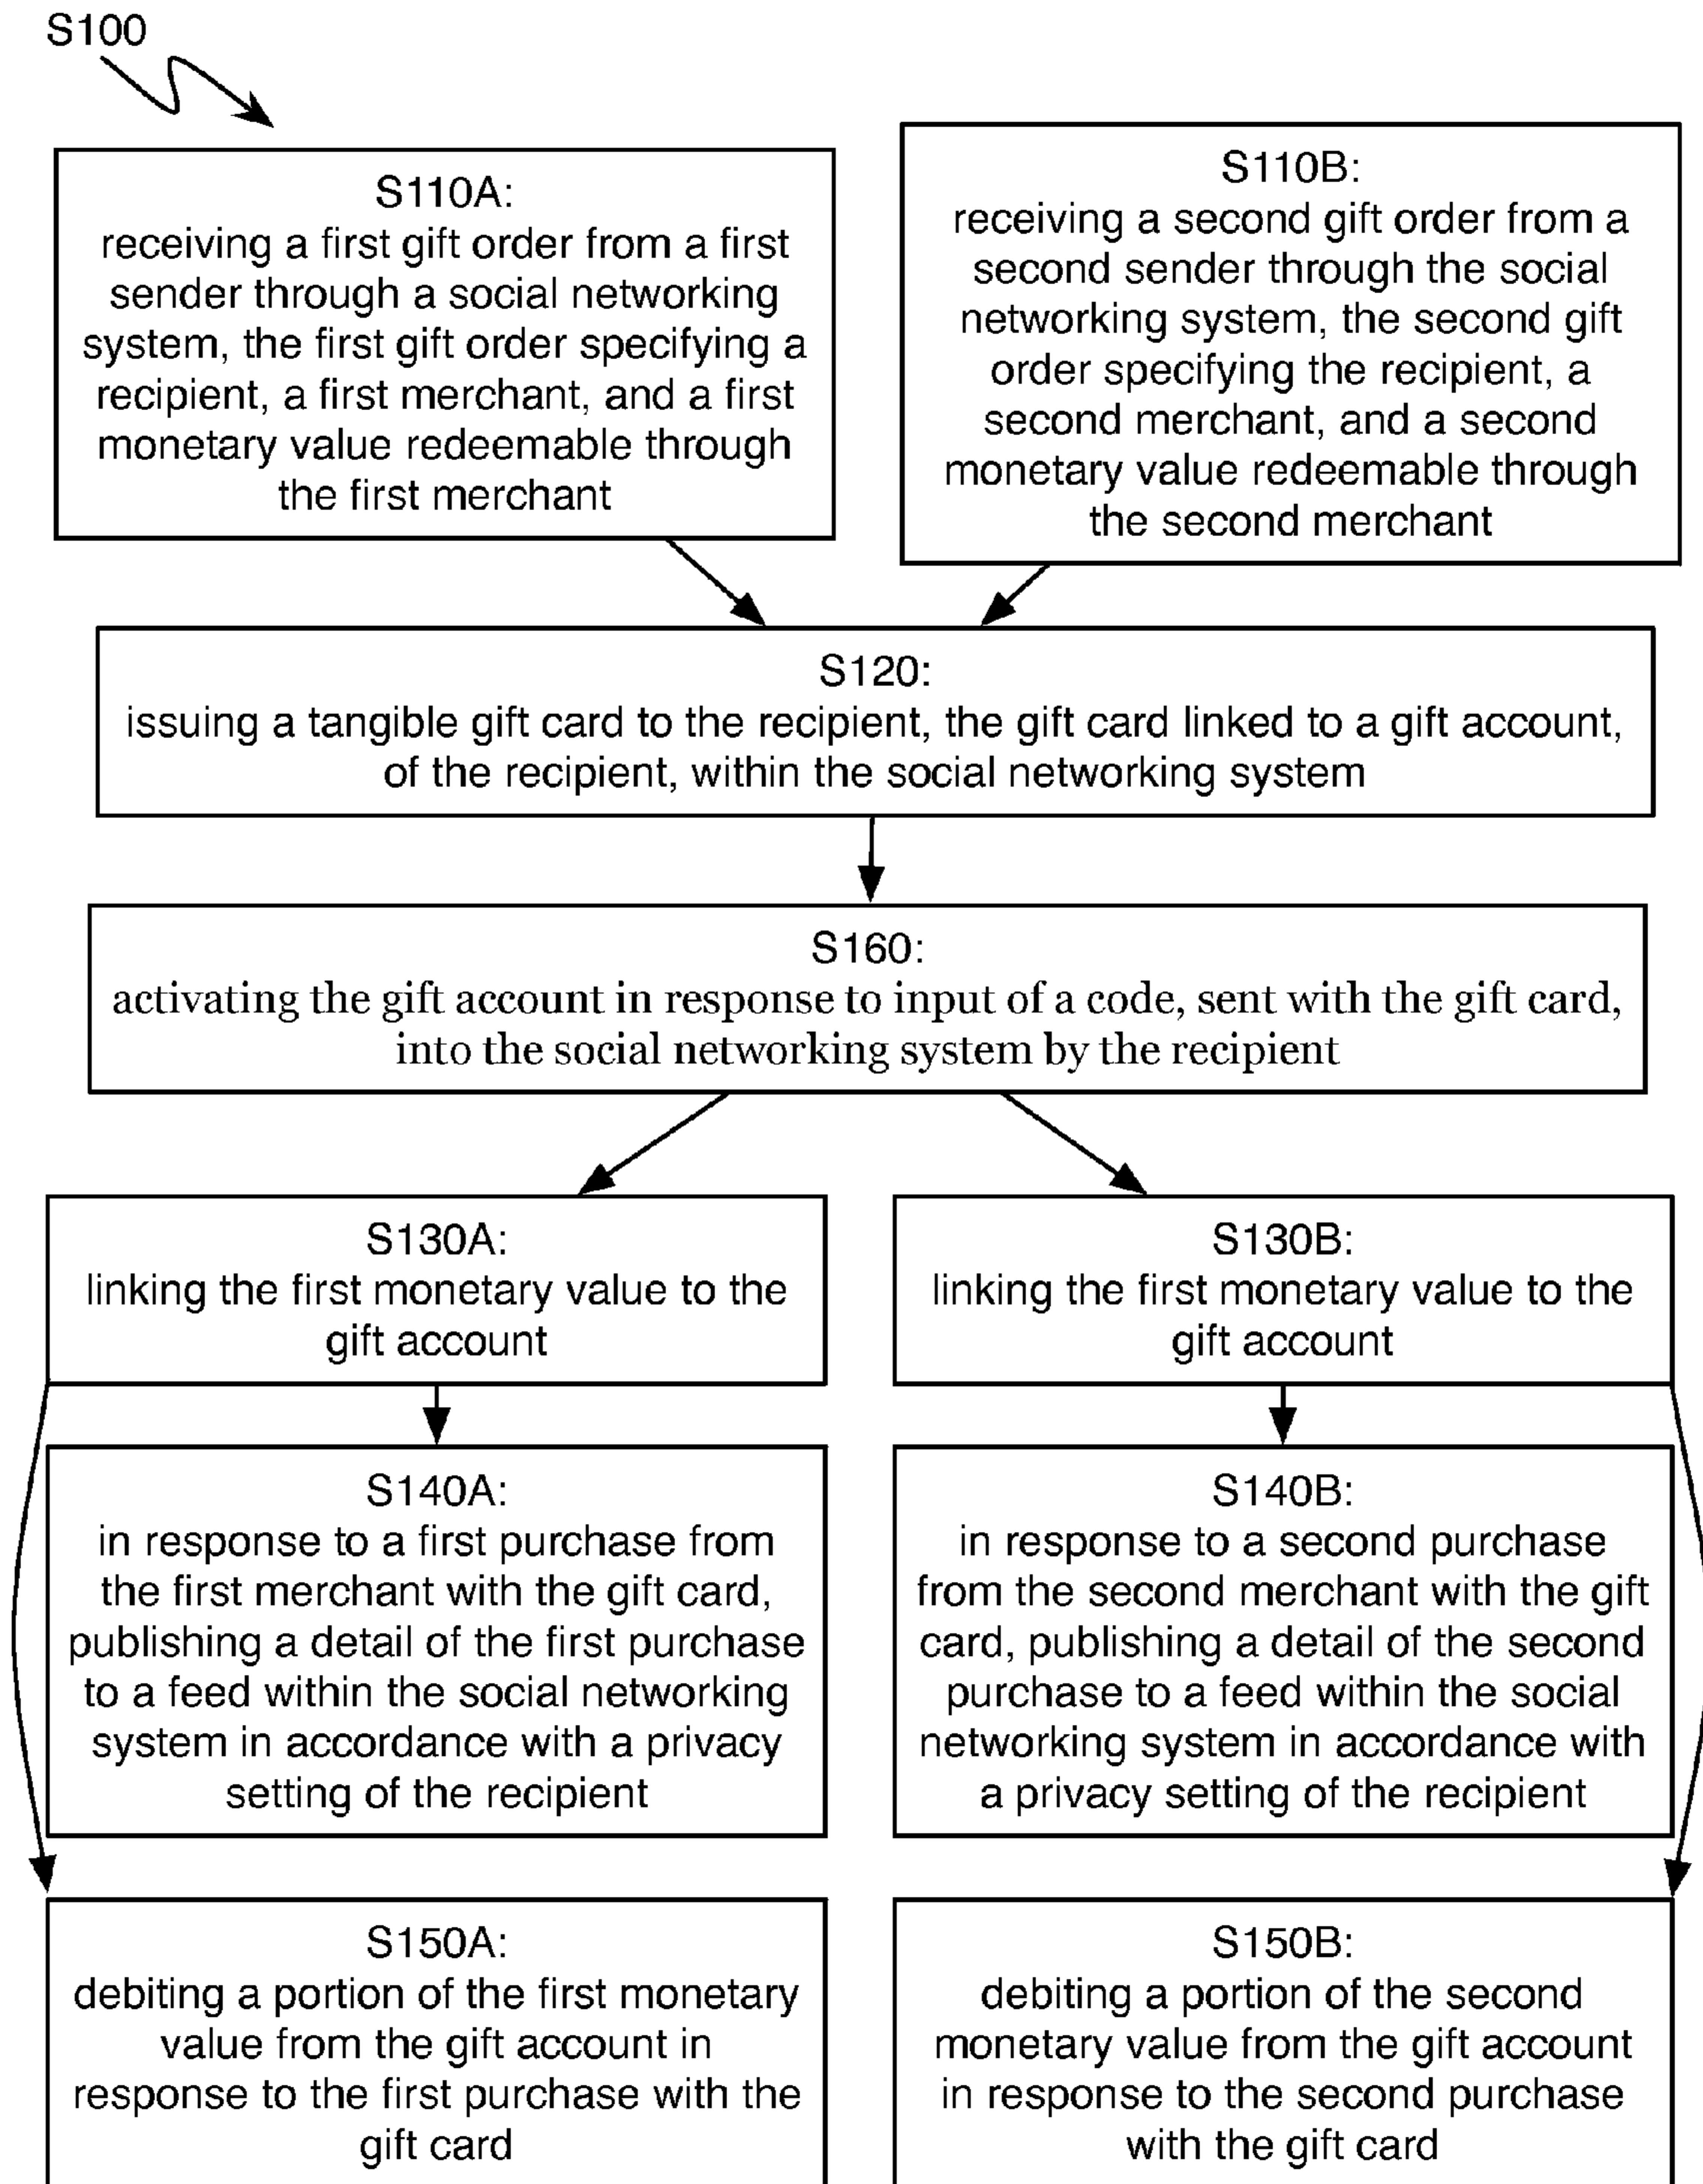 S100
S110A:
receiving a first gift order from a first
sender through a social networking
system, the first gift order specifying a
recipient, a first merchant, and a first
monetary value redeemable through
the first merchant
S110B:
receiving a second gift order from a
second sender through the social
networking system, the second gift
order specifying the recipient, a
second merchant, and a second
monetary value redeemable through
the second merchant
S120:
issuing a tangible gift card to the recipient, the gift card linked to a gift account,
of the recipient, within the social networking system
S160:
activating the gift account in response to input of a code, sent with the gift card,
into the social networking system by the recipient
S130A:
linking the first monetary value to the
gift account
S130B:
linking the first monetary value to the
gift account
S140A:
in response to a first purchase from
the first merchant with the gift card,
publishing a detail of the first purchase
to a feed within the social networking
system in accordance with a privacy
setting of the recipient
S140B:
in response to a second purchase
from the second merchant with the gift
card, publishing a detail of the second
purchase to a feed within the social
networking system in accordance with
a privacy setting of the recipient
S150A:
debiting a portion of the first monetary
value from the gift account in
response to the first purchase with the
gift card
S150B:
debiting a portion of the second
monetary value from the gift account
in response to the second purchase
with the gift card